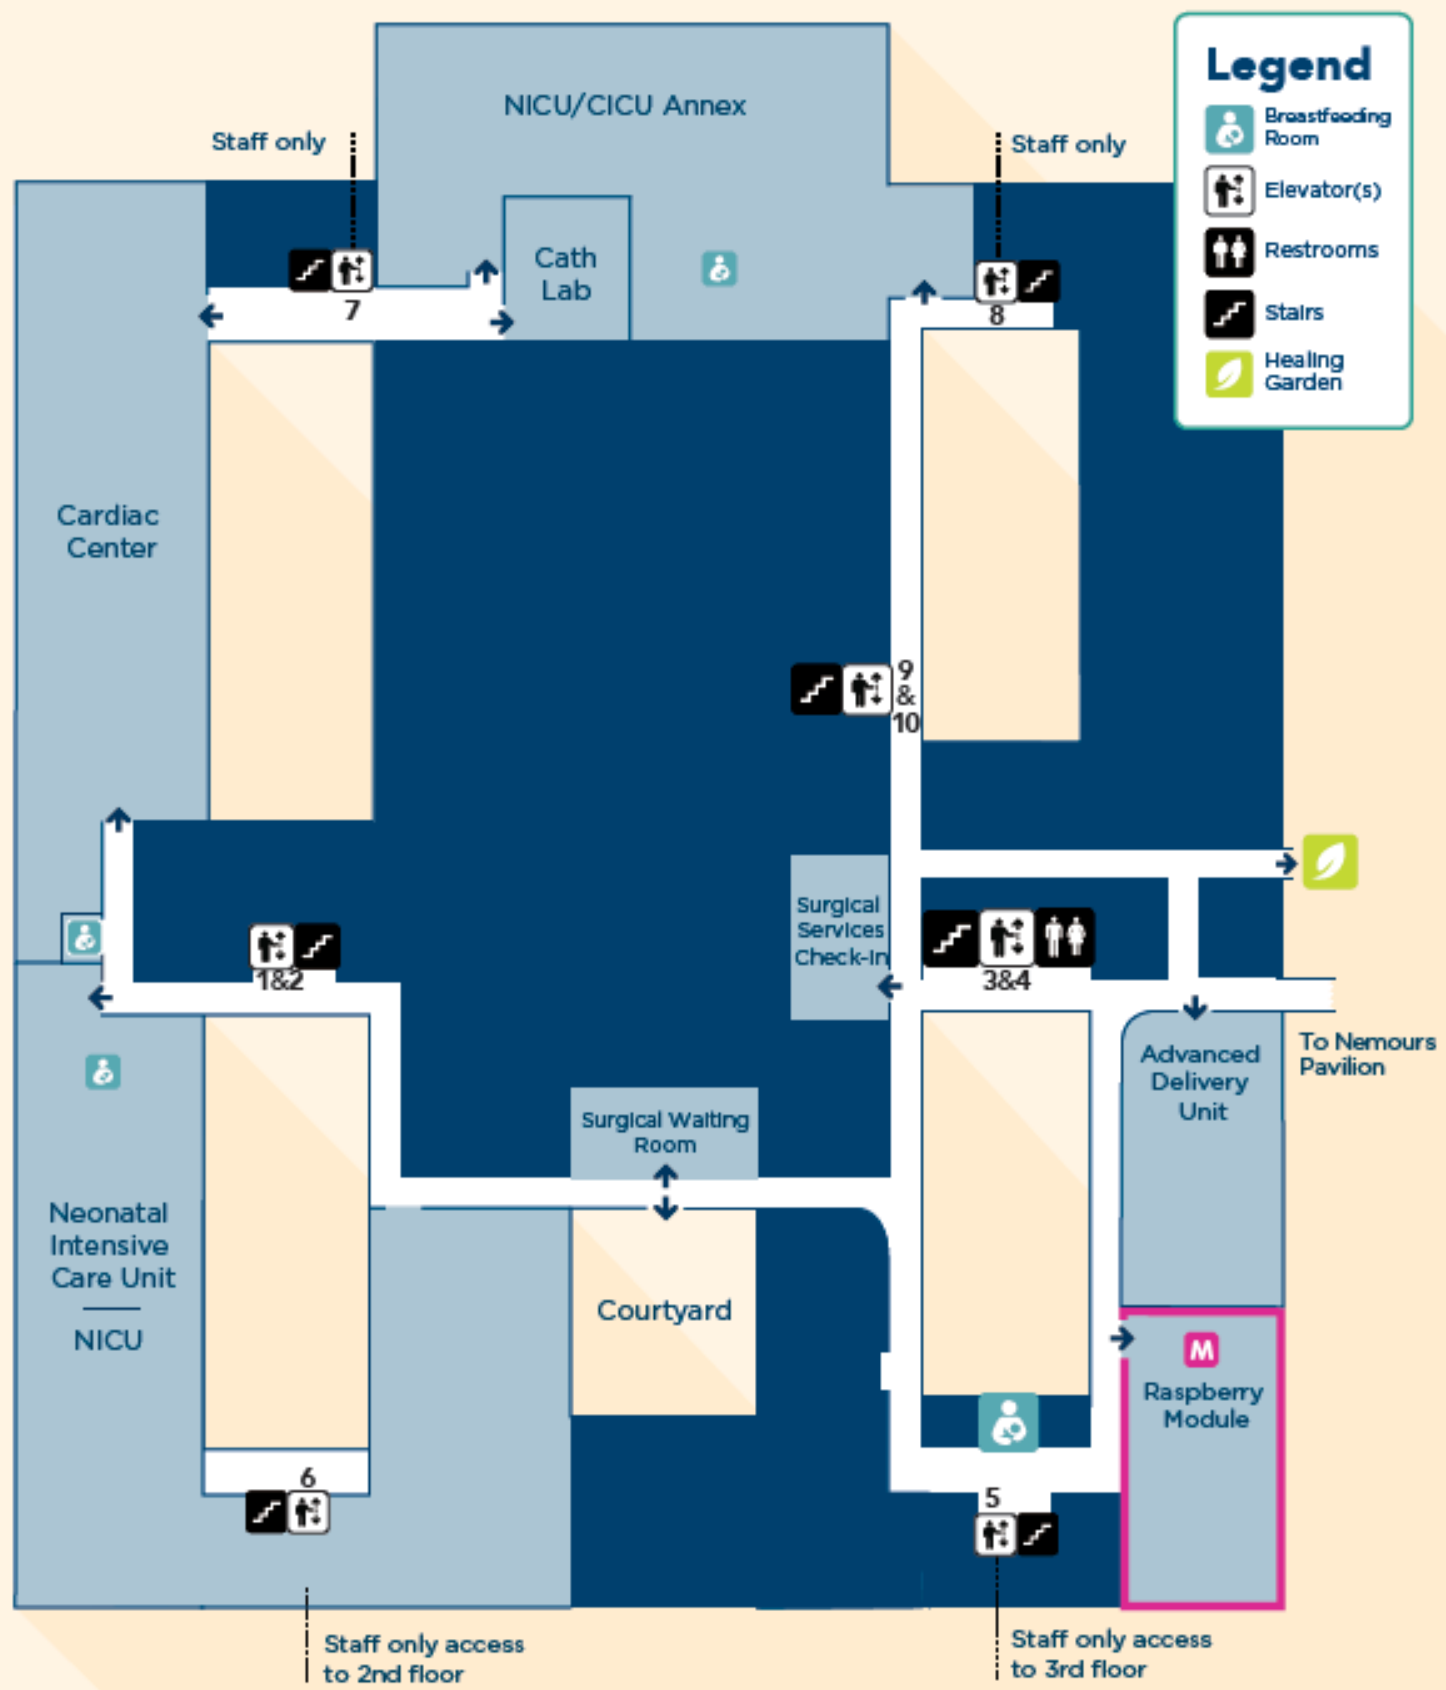 Legend
Breastfeeding
Room
Elevator(s)
Restrooms
Stairs
Healing
Garden
NICU/CICU Annex
Staff only
Staff only
Cath
Lab
7
8
Cardiac
Center
9
&
10
Surgical
Services
Check-In
1&2
3&4
To Nemours
Pavilion
Advanced
Delivery
Unit
Surgical Waiting
Room
Neonatal
Intensive
Care Unit
NICU
Courtyard
M
Raspberry
Module
6
5
Staff only access
to 2nd floor
Staff only access
to 3rd floor